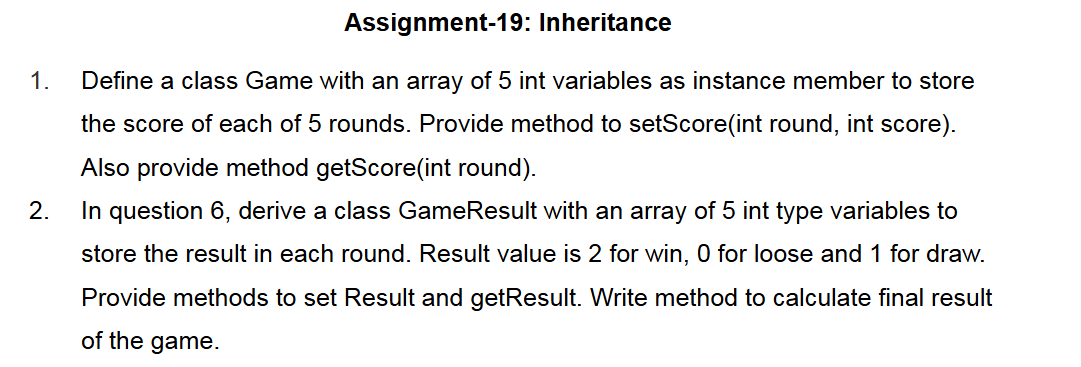 Assignment-19: Inheritance
1. Define a class Game with an array of 5 int variables as instance member to store
the score of each of 5 rounds. Provide method to setScore(int round, int score).
Also provide method getScore(int round).
2. In question 6, derive a class GameResult with an array of 5 int type variables to
store the result in each round. Result value is 2 for win, 0 for loose and 1 for draw.
Provide methods to set Result and getResult. Write method to calculate final result
of the game.